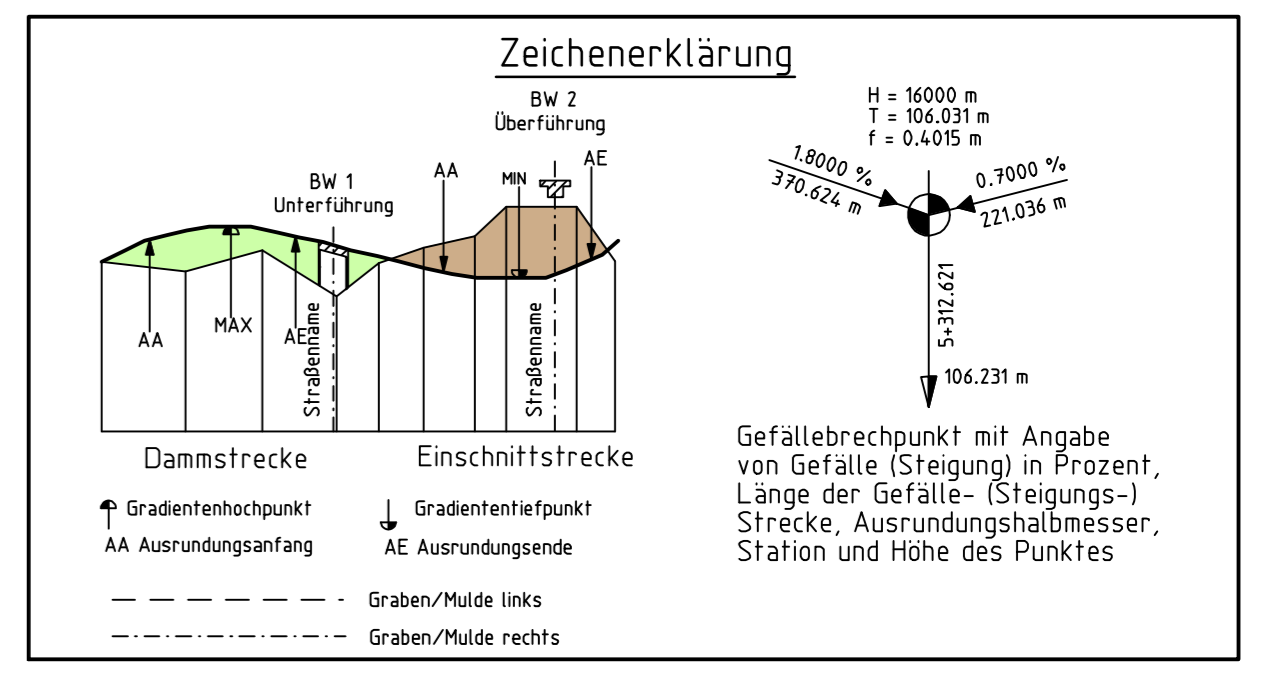 Zeichenerklärung
BW 2
Überführung
AE
AA
MIN
BW 1
Unterführung
AA
MAX
AE
Straßenname
Straßenname
Dammstrecke
Einschnittstrecke
Gradientenhochpunkt
Gradiententiefpunkt
AA Ausrundungsanfang
AE Ausrundungsende
Graben/Mulde links
Graben/Mulde rechts
H = 16000 m
T = 106.031 m
f = 0.4015 m
1.8000 %
370.624 m
0.7000 %
221.036 m
5+312.621
106.231 m
Gefällebrechpunkt mit Angabe
von Gefälle (Steigung) in Prozent,
Länge der Gefälle- (Steigungs-)
Strecke, Ausrundungshalbmesser,
Station und Höhe des Punktes